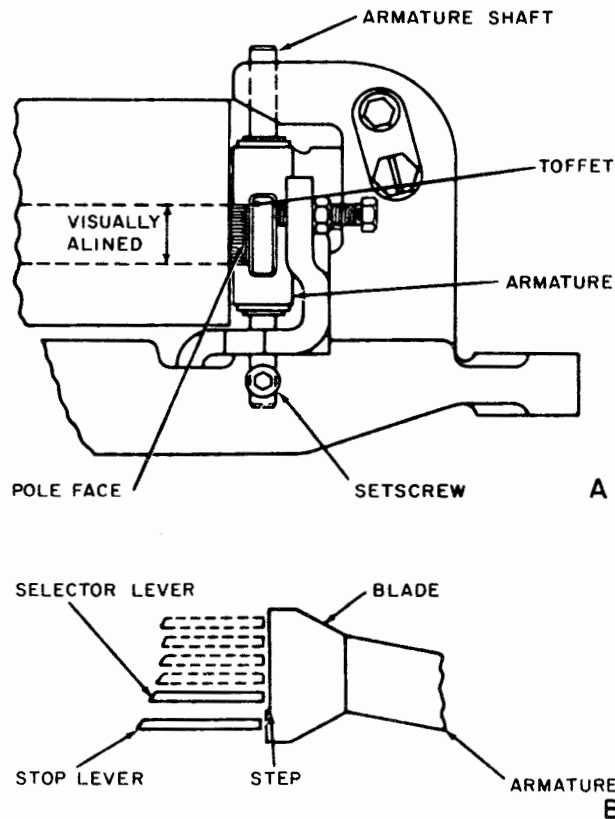 ARMATURE SHAFT
TOFFET
VISUALLY
ALINED
ARMATURE
POLE FACE
SETSCREW
A
SELECTOR LEVER
BLADE
STOP LEVER
STEP
ARMATURE
B